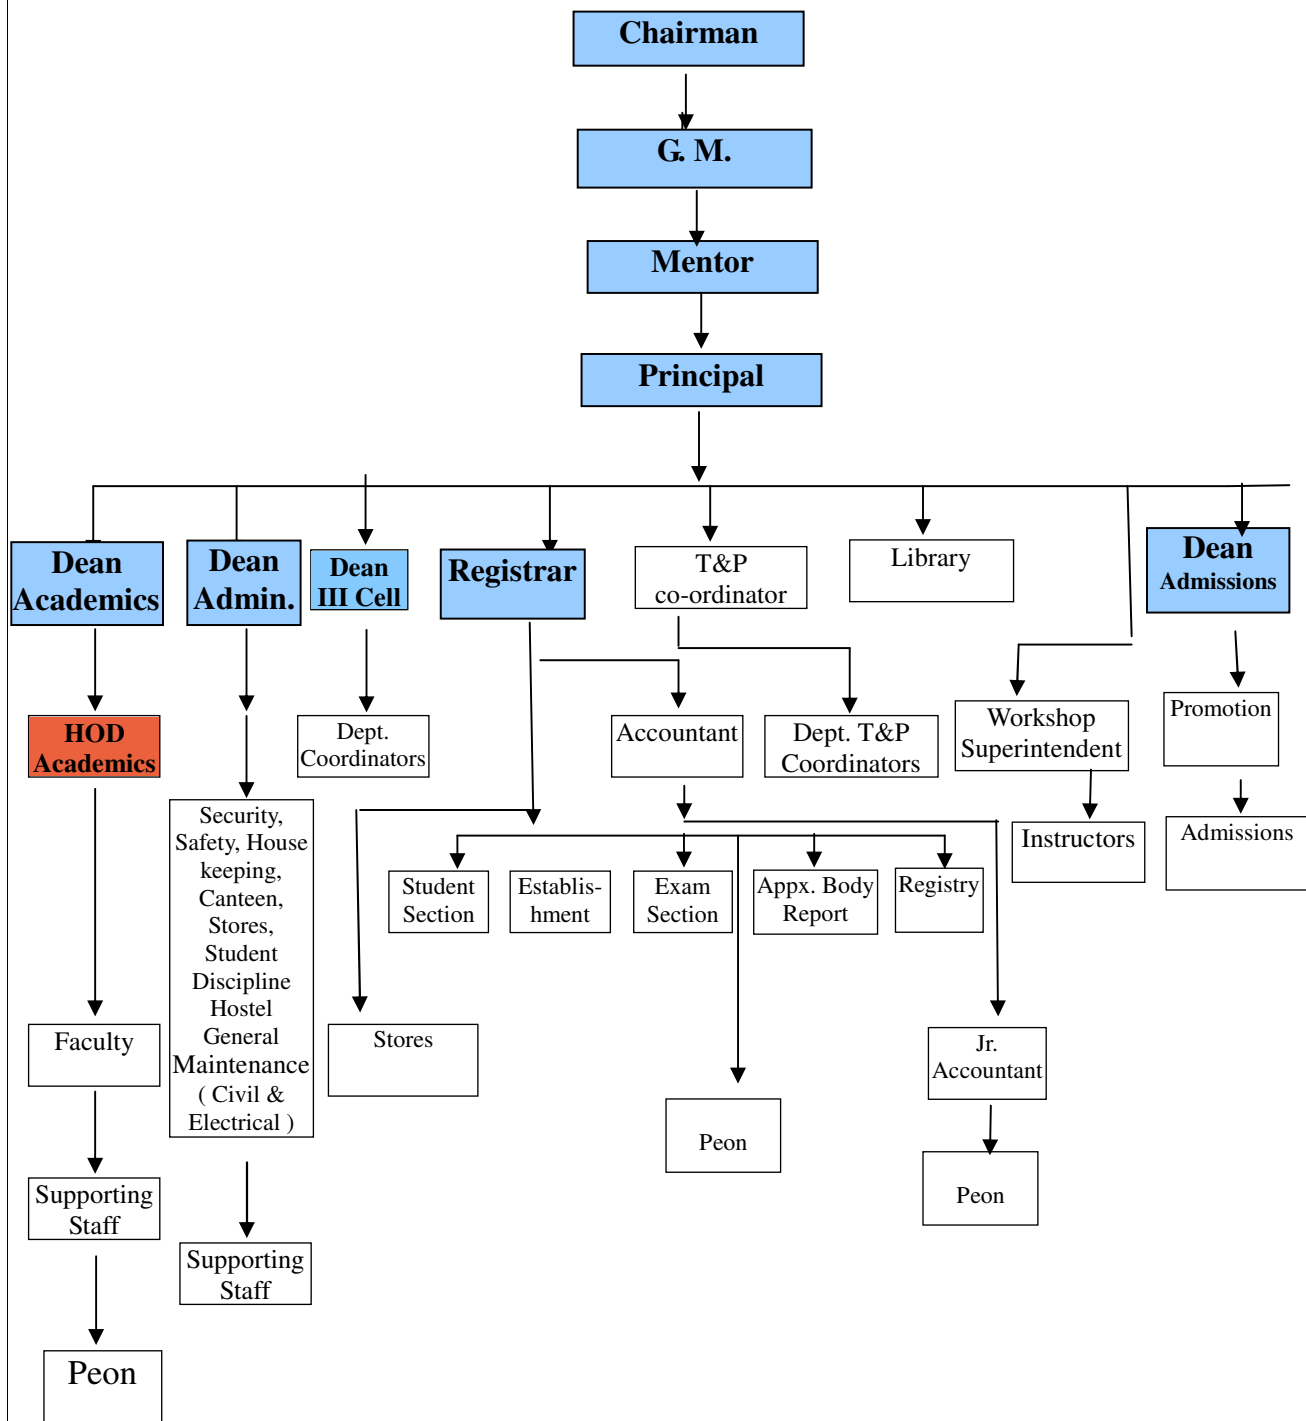 Chairman
G. M.
Mentor
Principal
Dean
Academics
Dean
Admin.
Dean
III Cell
Registrar
T&P
co-ordinator
Library
Dean
Admissions
HOD
Academics
Dept.
Coordinators
Accountant
Dept. T&P
Coordinators
Workshop
Superintendent
Promotion
Security,
Safety, House
keeping,
Canteen,
Stores,
Student
Discipline
Hostel
General
Maintenance
( Civil &
Electrical )
Instructors
Admissions
Student
Section
Establis-
hment
Exam
Section
Appx. Body
Report
Registry
Faculty
Stores
Jr.
Accountant
Peon
Peon
Supporting
Staff
Supporting
Staff
Peon